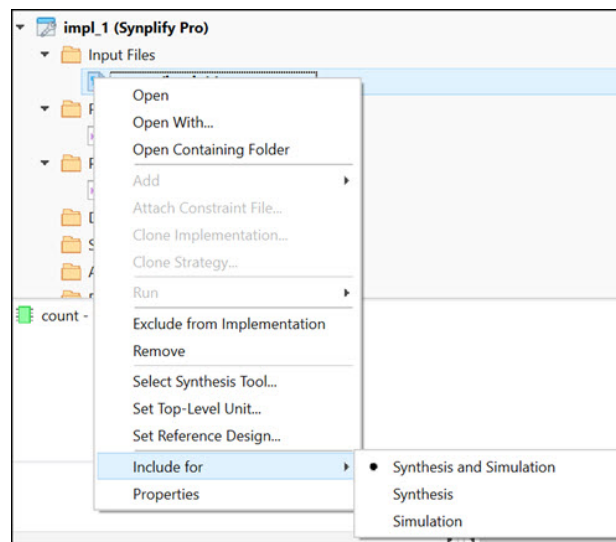 impl_1 (Synplify Pro)
Input Files
Open
Open With...
Open Containing Folder
Add
Attach Constraint File...
Clone Implementation...
Clone Strategy...
Run
Exclude from Implementation
Remove
Select Synthesis Tool...
Set Top-Level Unit...
Set Reference Design...
Include for
Properties
Synthesis and Simulation
Synthesis
Simulation
count -